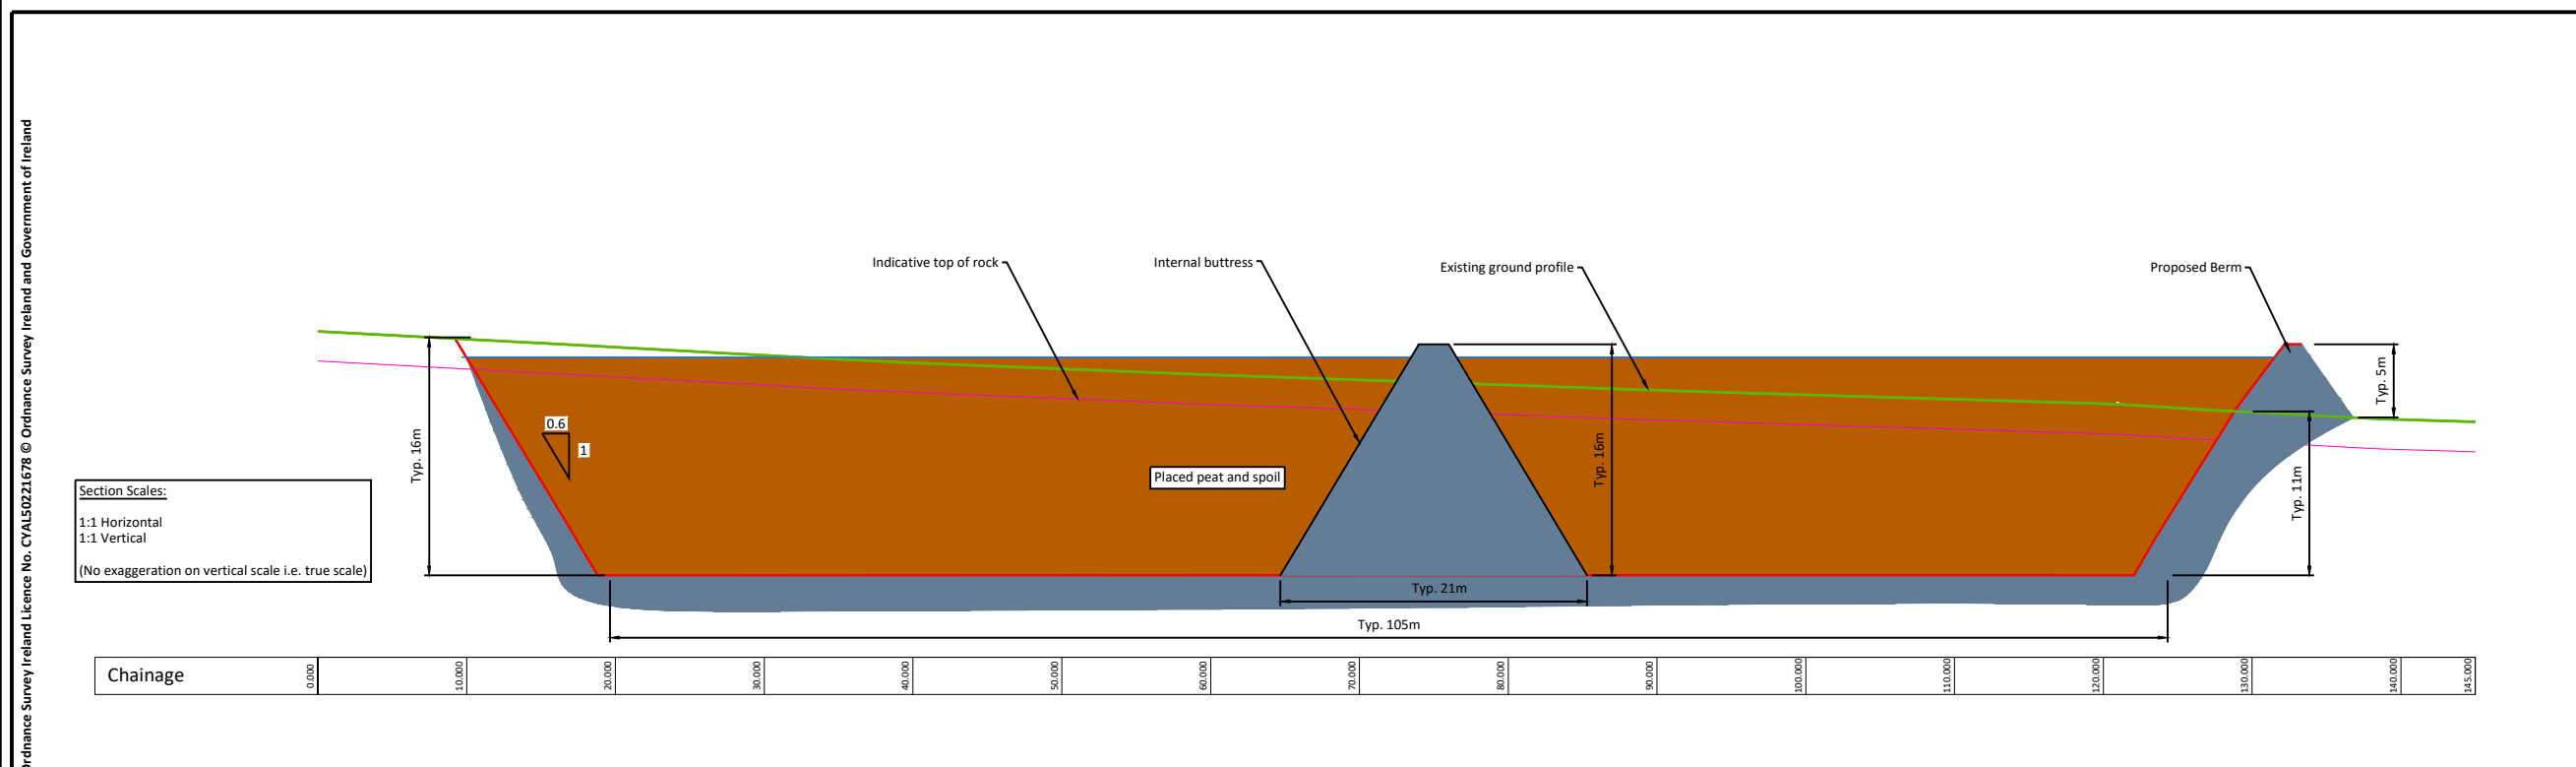 Ordnance Survey Ireland Licence No. CYAL50221678 © Ordnance Survey Ireland and Government of Ireland
Indicative top of rock
Internal buttress
Existing ground profile
Proposed Berm
Typ. 5m
0.6
1
Typ. 16m
Typ. 16m
Typ. 11m
Placed peat and spoil
Section Scales:
1:1 Horizontal
1:1 Vertical
(No exaggeration on vertical scale i.e. true scale)
Typ. 21m
Typ. 105m
Chainage
0.000
10.000
20.000
30.000
40.000
50.000
60.000
70.000
80.000
90.000
100.000
110.000
120.000
130.000
140.000
145.000